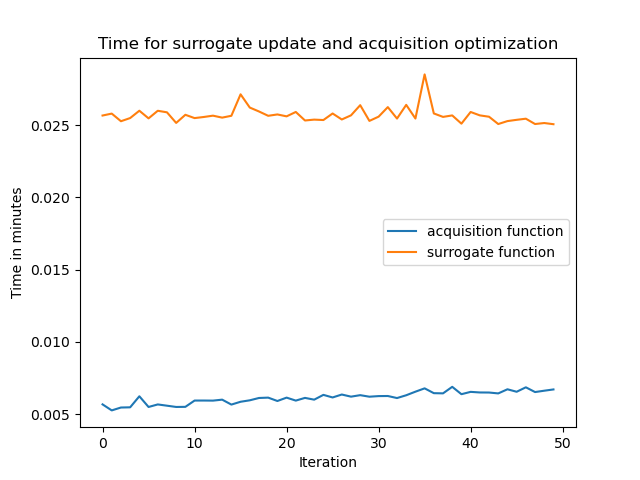 Time for surrogate update and acquisition optimization
Time in minutes
0.025
0.020
0.015
0.010
0.005
acquisition function
surrogate function
0 10 20 30 40 50
Iteration